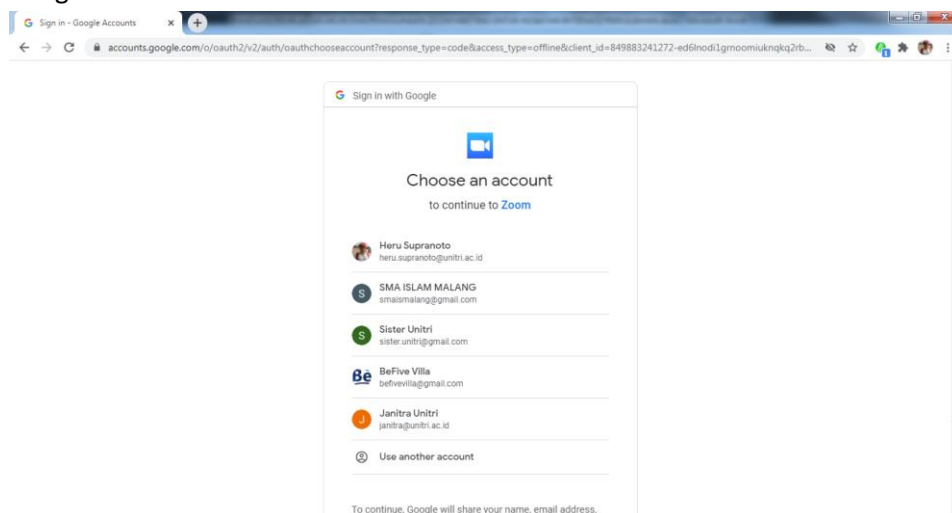 Sign in - Google Accounts
accounts.google.com/o/oauth2/v2/auth/oauthchooseaccount?response_type=code&access_type=offline&client_id=849883241272-ed6lnodi1grnoomiuknqkq2rb...
Sign in with Google
Choose an account
to continue to Zoom
Heru Supranoto
heru.supranoto@unitri.ac.id
S
SMA ISLAM MALANG
smaismalang@gmail.com
S
Sister Unitri
sister.unitri@gmail.com
Bē
BeFive Villa
befivevilla@gmail.com
J
Janitra Unitri
janitra@unitri.ac.id
Use another account
To continue, Google will share your name, email address,